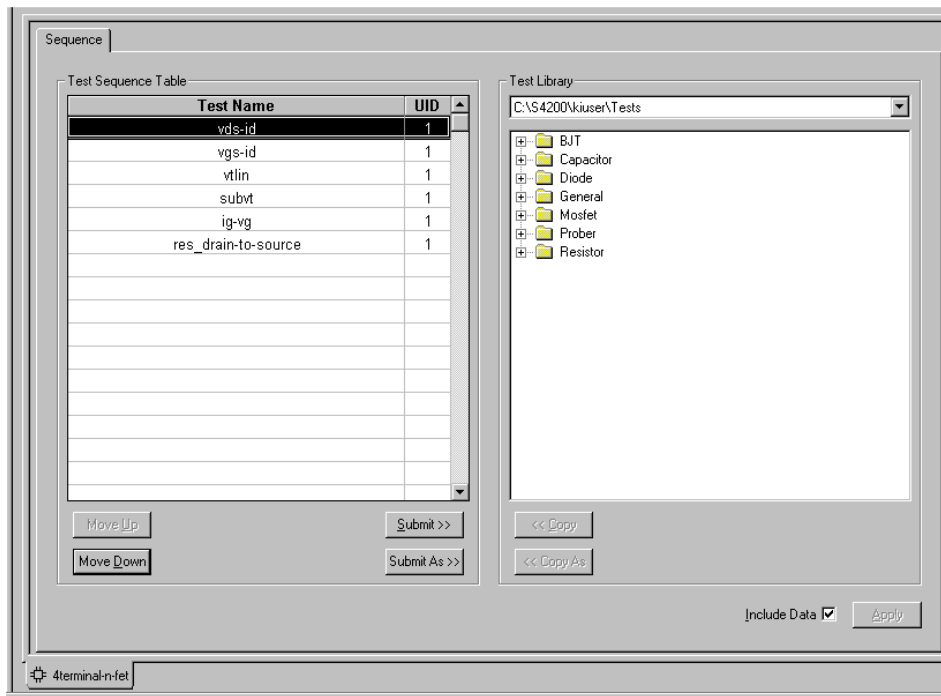 Sequence
Test Sequence Table
Test Name UID
vds-id 1
vgs-id 1
vtlin 1
subvt 1
ig-vg 1
res_drain-to-source 1
Move Up
Submit >>
Move Down
Submit As >>
Test Library
C:\S4200\kiuser\Tests
BJT
Capacitor
Diode
General
Mosfet
Prober
Resistor
<< Copy
<< Copy As
Include Data
Apply
4terminal-n-fet